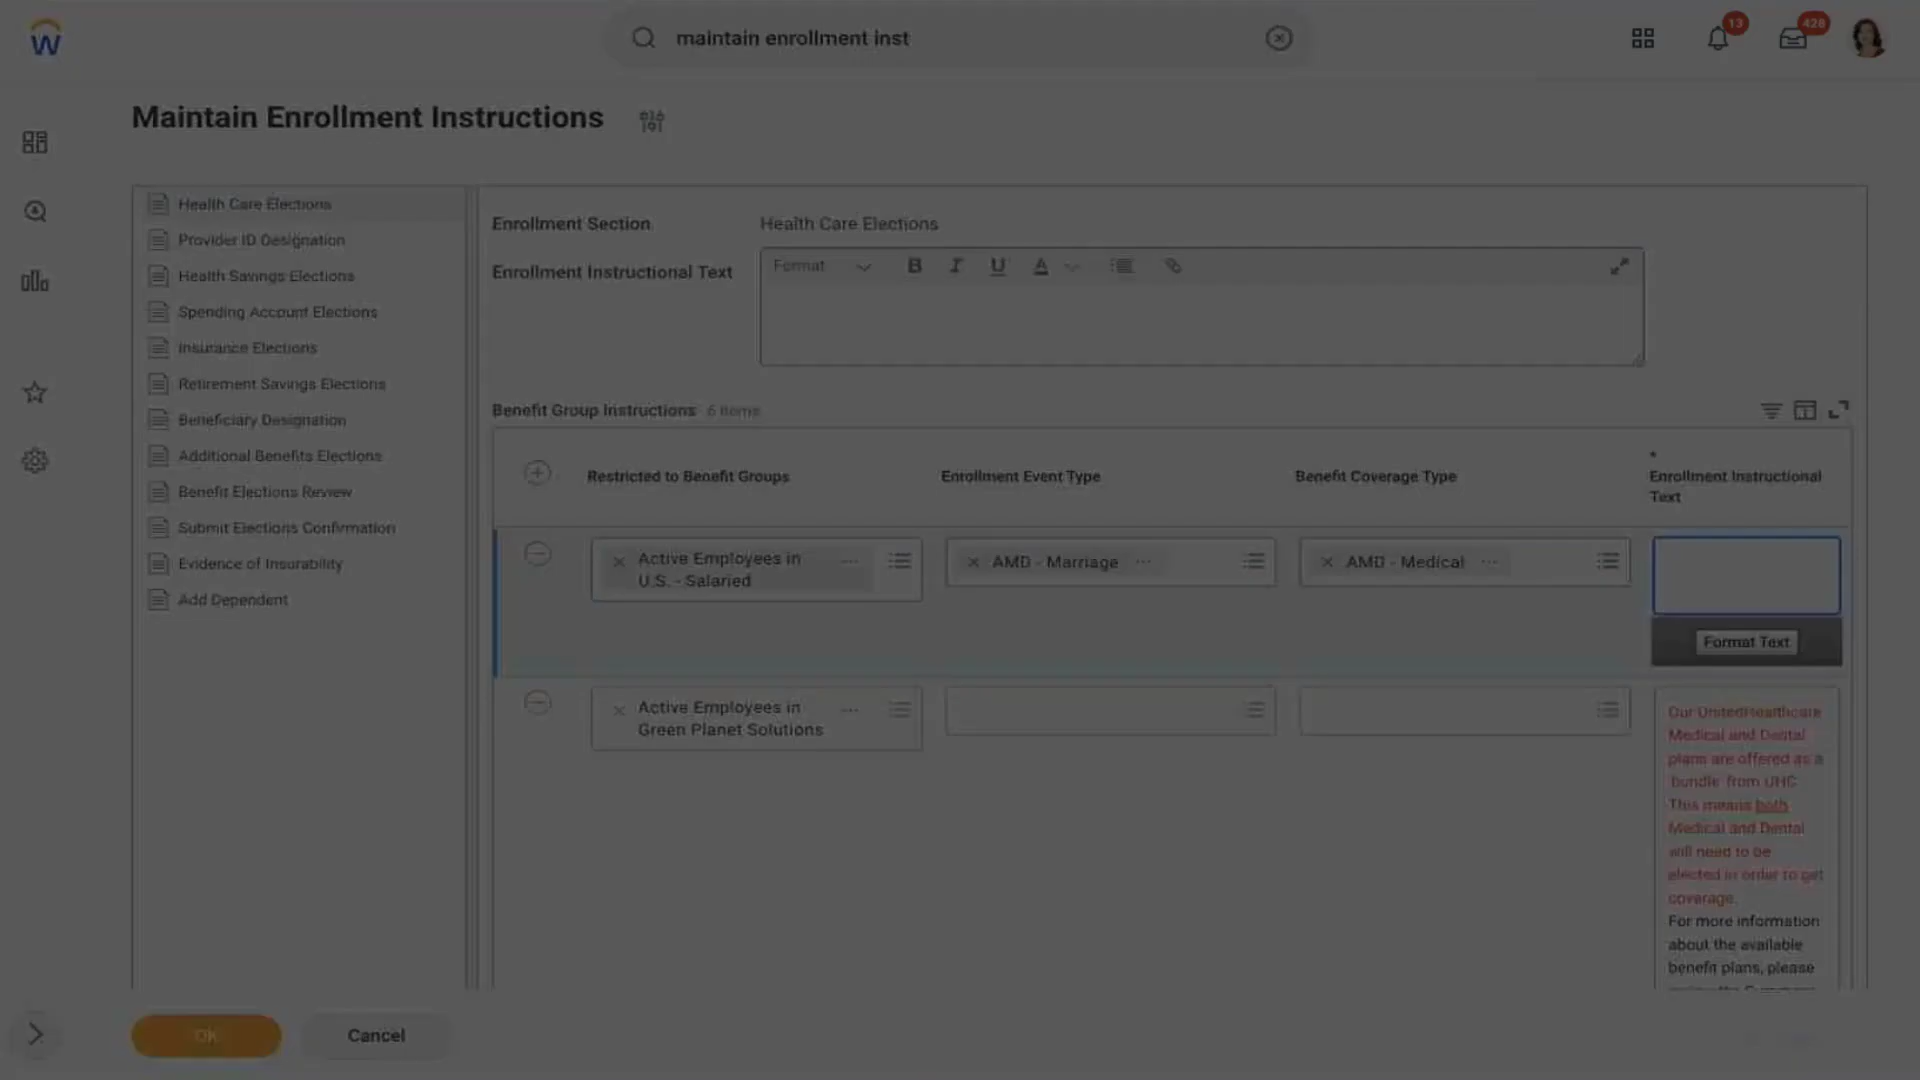 W
maintain enrollment inst
13
428
Maintain Enrollment Instructions
Health Care Elections
Provider ID Designation
Health Savings Elections
Spending Account Elections
Insurance Elections
Retirement Savings Elections
Beneficiary Designation
Additional Benefits Elections
Benefit Elections Review
Submit Elections Confirmation
Evidence of Insurability
Add Dependent
Enrollment Section
Health Care Elections
Enrollment Instructional Text
Format
B I U A
Benefit Group Instructions 6 items
Restricted to Benefit Groups
Enrollment Event Type
Benefit Coverage Type
*
Enrollment Instructional
Text
Active Employees in
U.S. - Salaried
AMD - Marriage
AMD - Medical
Format Text
Active Employees in
Green Planet Solutions
Our UnitedHealthcare
Medical and Dental
plans are offered as a
'bundle' from UHC.
This means both
Medical and Dental
will need to be
elected in order to get
coverage.
For more information
about the available
benefit plans, please
OK
Cancel